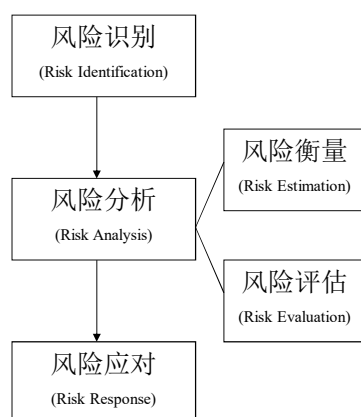 风险识别
(Risk Identification)
风险衡量
(Risk Estimation)
风险分析
(Risk Analysis)
风险评估
(Risk Evaluation)
风险应对
(Risk Response)